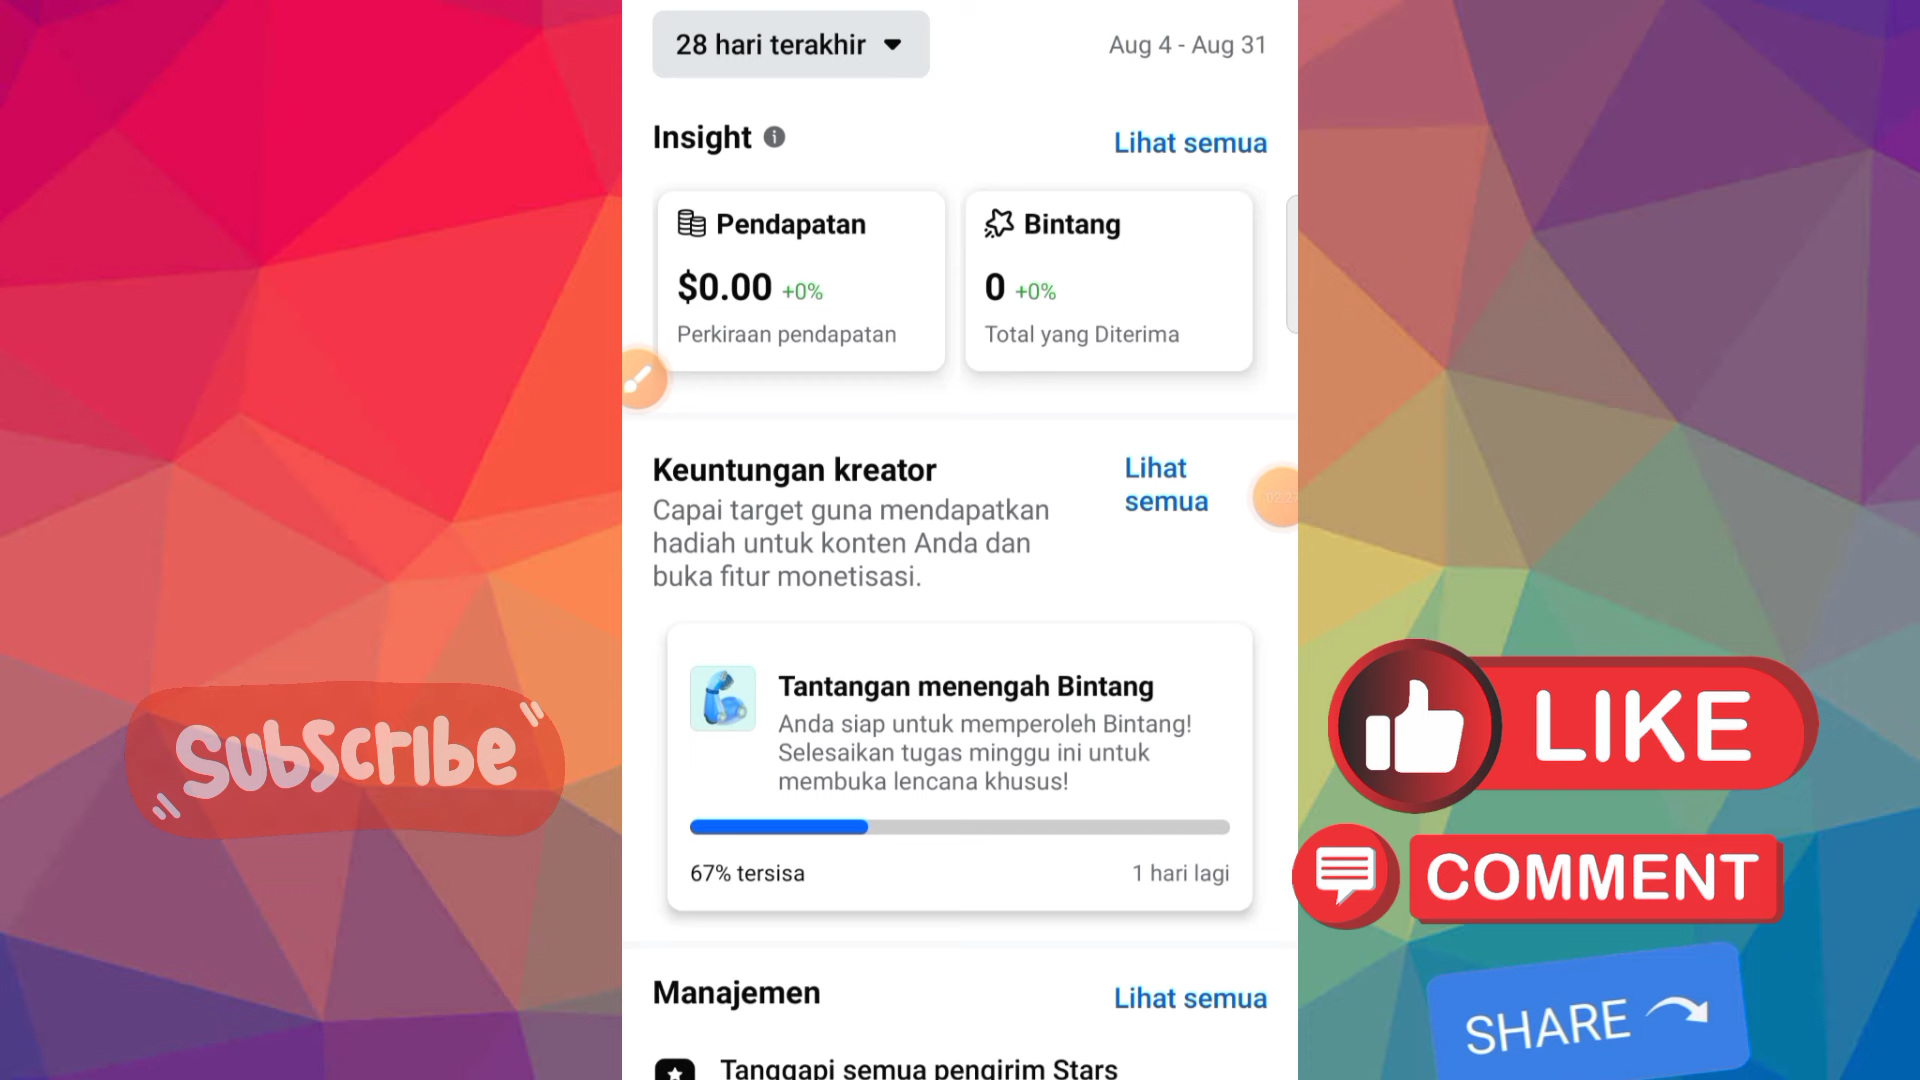 28 hari terakhir
Aug 4 - Aug 31
Insight
Lihat semua
Pendapatan
$0.00 +0%
Perkiraan pendapatan
Bintang
0 +0%
Total yang Diterima
Keuntungan kreator
Lihat
semua
Capai target guna mendapatkan
hadiah untuk konten Anda dan
buka fitur monetisasi.
Tantangan menengah Bintang
Anda siap untuk memperoleh Bintang!
Selesaikan tugas minggu ini untuk
membuka lencana khusus!
67% tersisa
1 hari lagi
Manajemen
Lihat semua
Tanggapi semua pengirim Stars
Subscribe
LIKE
COMMENT
SHARE